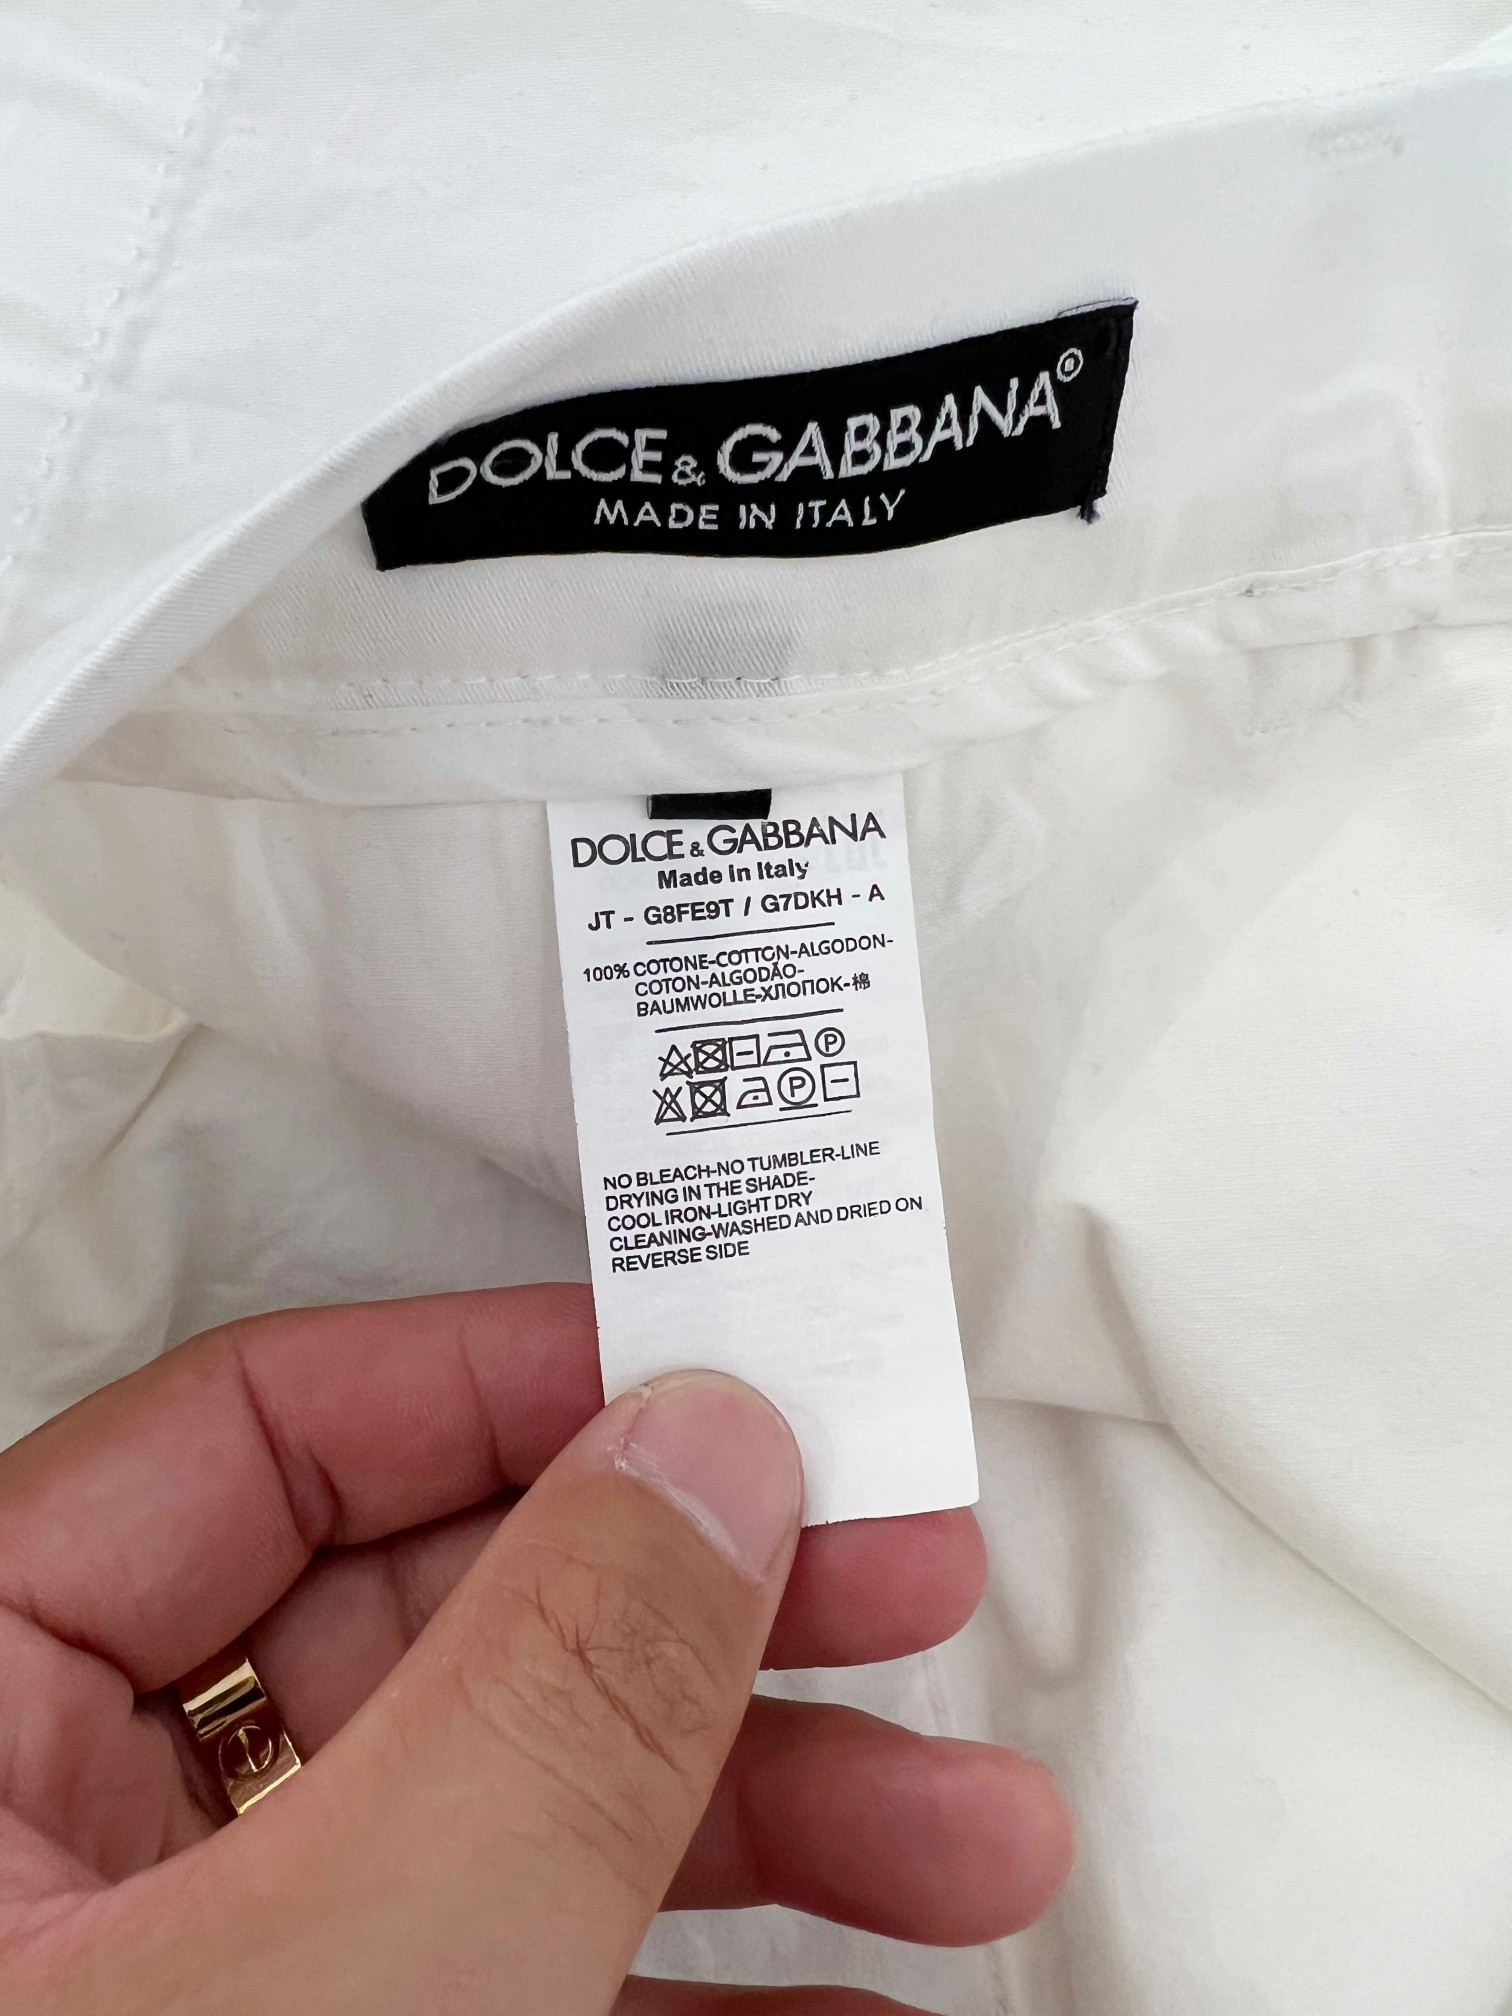 DOLCE & GABBANA®
MADE IN ITALY
DOLCE & GABBANA
Made in Italy
JT - G8FE9T / G7DKH - A
100% COTONE-COTTON-ALGODON-
COTON-ALGODÃO-
BAUMWOLLE-ХЛОПОК-棉
P
P
NO BLEACH-NO TUMBLER-LINE
DRYING IN THE SHADE-
COOL IRON-LIGHT DRY
CLEANING-WASHED AND DRIED ON
REVERSE SIDE